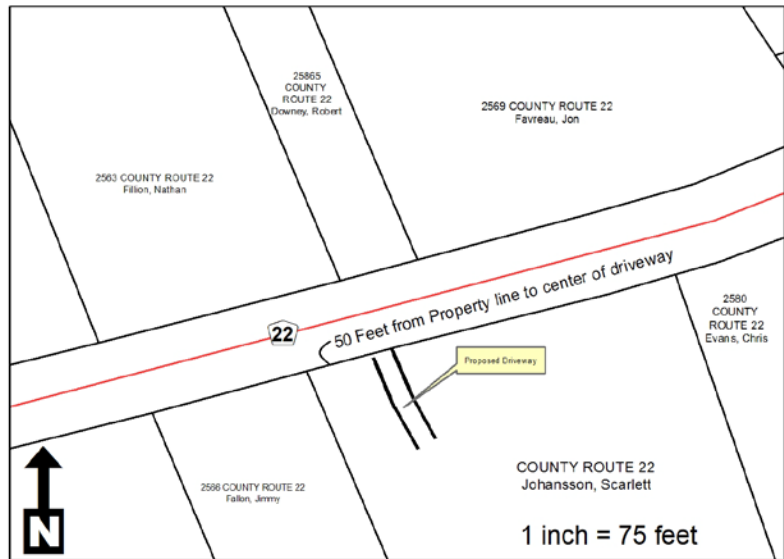 25865
COUNTY
ROUTE 22
Downey, Robert
2569 COUNTY ROUTE 22
Favreau, Jon
2563 COUNTY ROUTE 22
Fillion, Nathan
50 Feet from Property line to center of driveway
22
2580
COUNTY
ROUTE 22
Evans, Chris
Proposed Driveway
2566 COUNTY ROUTE 22
Fallon, Jimmy
COUNTY ROUTE 22
Johansson, Scarlett
N
1 inch = 75 feet